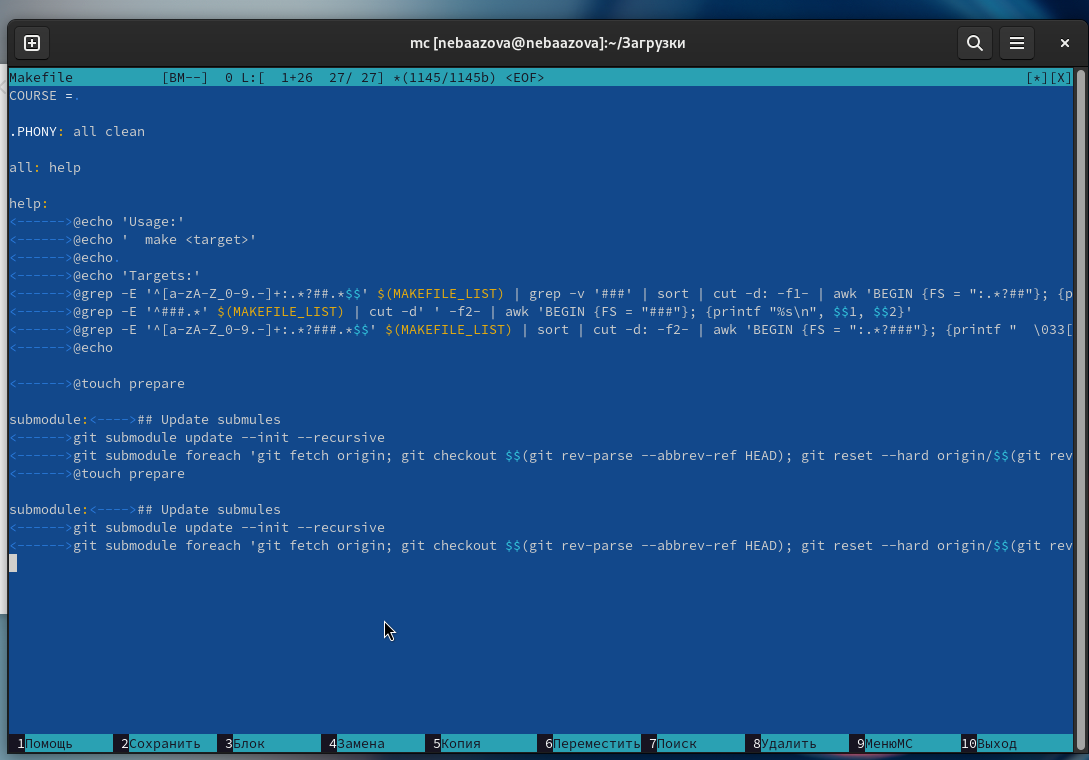 mc [nebaazova@nebaazova]:~/Загрузки
Makefile [BM--] 0 L:[ 1+26 27/ 27] *(1145/1145b) <EOF> [*][X]
COURSE =.
.PHONY: all clean
all: help
help:
<------>@echo 'Usage:'
<------>@echo '  make <target>'
<------>@echo.
<------>@echo 'Targets:'
<------>@grep -E '^[a-zA-Z_0-9.-]+:.*?##.*$$' $(MAKEFILE_LIST) | grep -v '###' | sort | cut -d: -f1- | awk 'BEGIN {FS = ":.*?##"}; {p
<------>@grep -E '^###.*' $(MAKEFILE_LIST) | cut -d' ' -f2- | awk 'BEGIN {FS = "###"}; {printf "%s\n", $$1, $$2}'
<------>@grep -E '^[a-zA-Z_0-9.-]+:.*?###.*$$' $(MAKEFILE_LIST) | sort | cut -d: -f2- | awk 'BEGIN {FS = ":.*?###"}; {printf "  \033[
<------>@echo
<------>@touch prepare
submodule:<---->## Update submules
<------>git submodule update --init --recursive
<------>git submodule foreach 'git fetch origin; git checkout $$(git rev-parse --abbrev-ref HEAD); git reset --hard origin/$$(git rev
<------>@touch prepare
submodule:<---->## Update submules
<------>git submodule update --init --recursive
<------>git submodule foreach 'git fetch origin; git checkout $$(git rev-parse --abbrev-ref HEAD); git reset --hard origin/$$(git rev
1Помощь 2Сохранить 3Блок 4Замена 5Копия 6Переместить 7Поиск 8Удалить 9МенюMC 10Выход